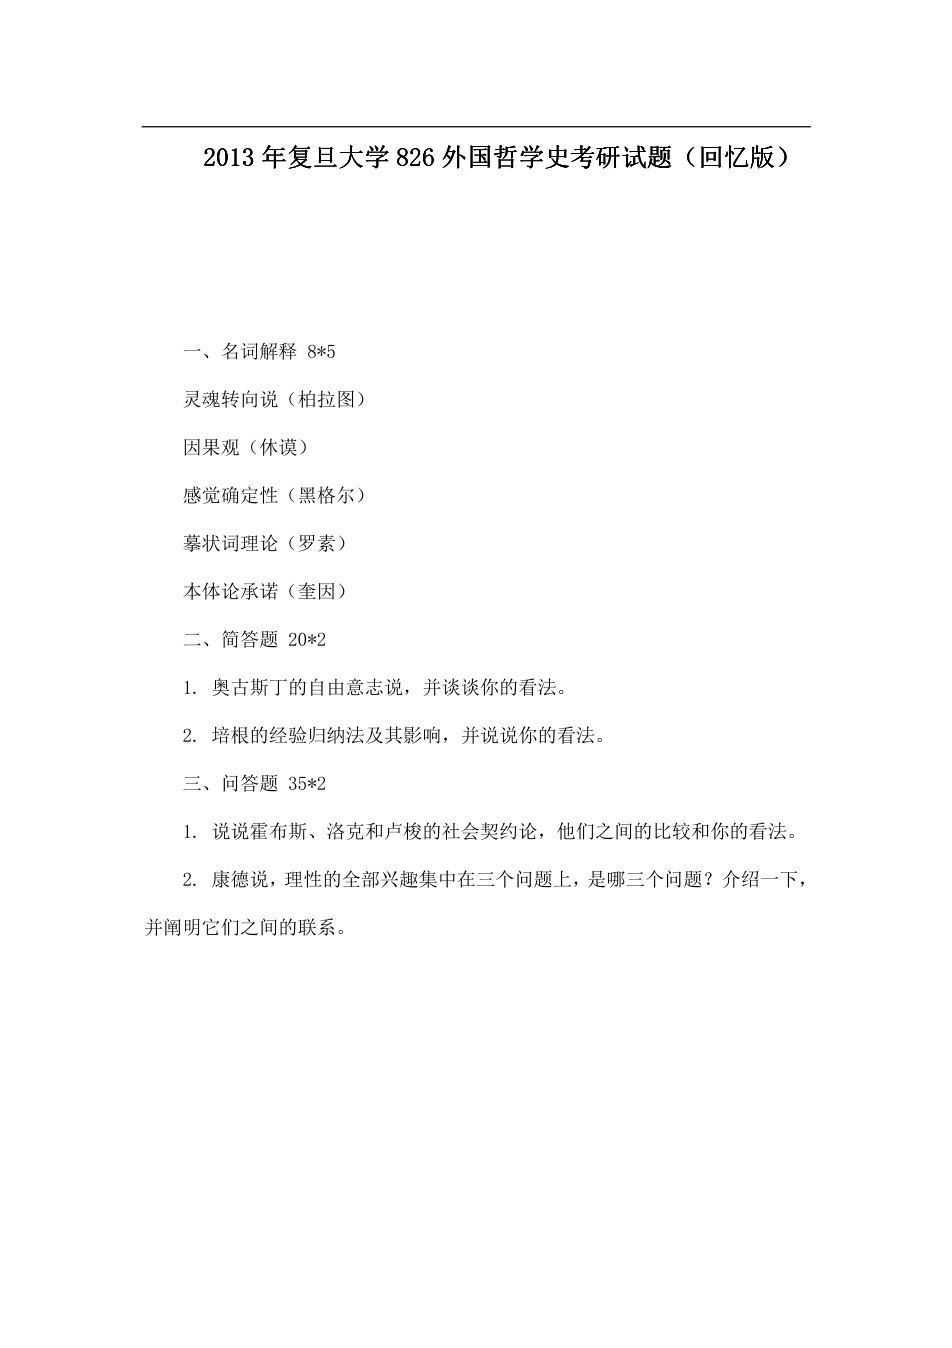 2013 年复旦大学 826 外国哲学史考研试题（回忆版）
一、名词解释 8*5
灵魂转向说（柏拉图）
因果观（休谟）
感觉确定性（黑格尔）
摹状词理论（罗素）
本体论承诺（奎因）
二、简答题 20*2
1. 奥古斯丁的自由意志说，并谈谈你的看法。
2. 培根的经验归纳法及其影响，并说说你的看法。
三、问答题 35*2
1. 说说霍布斯、洛克和卢梭的社会契约论，他们之间的比较和你的看法。
2. 康德说，理性的全部兴趣集中在三个问题上，是哪三个问题？介绍一下，
并阐明它们之间的联系。